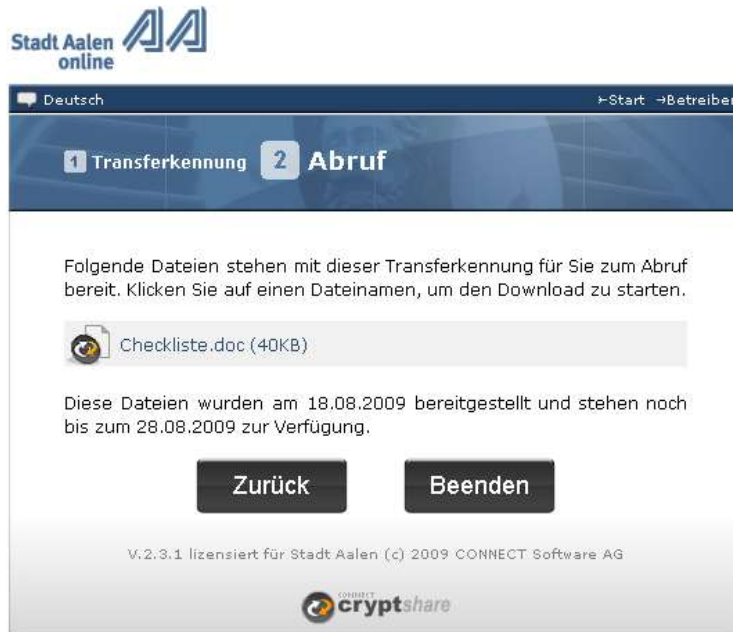 Stadt Aalen
online
Deutsch
Start →Betreiber
1 Transferkennung 2 Abruf
Folgende Dateien stehen mit dieser Transferkennung für Sie zum Abruf
bereit. Klicken Sie auf einen Dateinamen, um den Download zu starten.
Checkliste.doc (40KB)
Diese Dateien wurden am 18.08.2009 bereitgestellt und stehen noch
bis zum 28.08.2009 zur Verfügung.
Zurück Beenden
V.2.3.1 lizensiert für Stadt Aalen (c) 2009 CONNECT Software AG
CONNECT
cryptshare